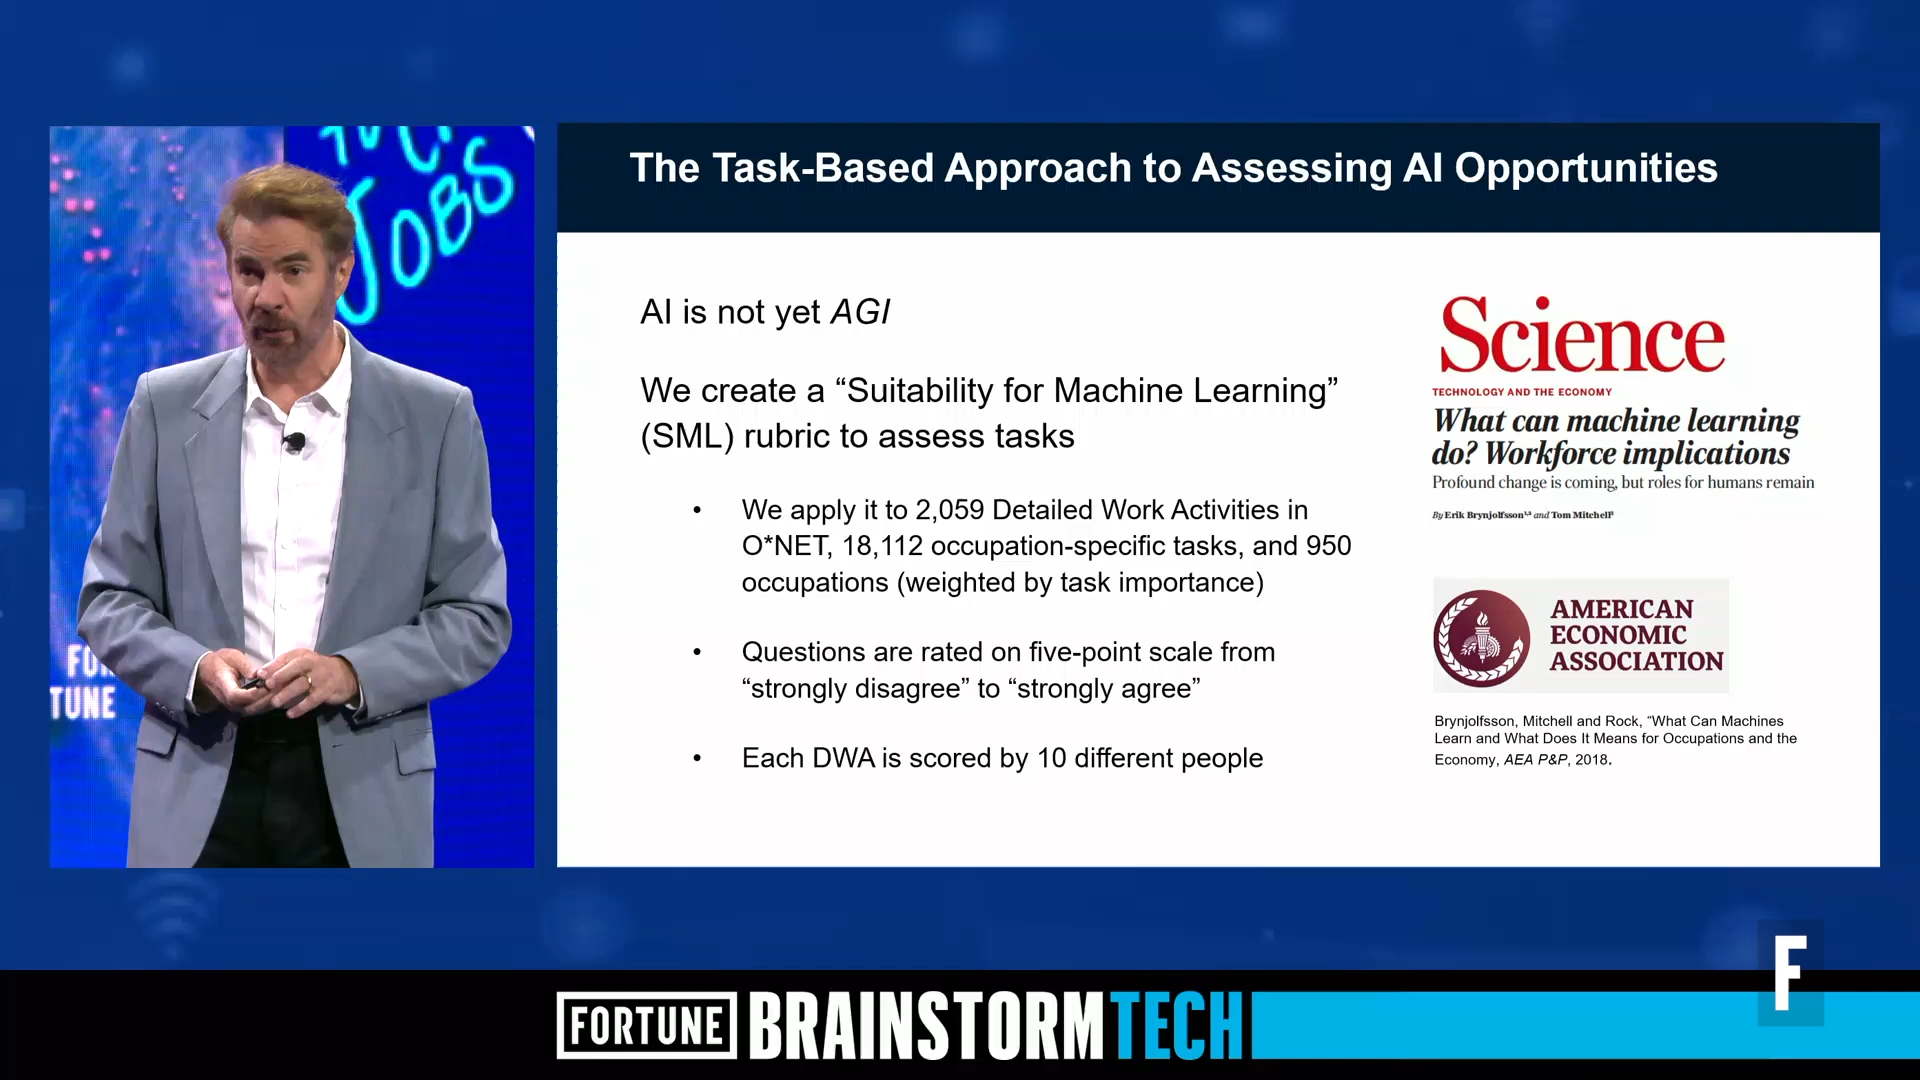 JOBS
FOR
TUNE
The Task-Based Approach to Assessing AI Opportunities
AI is not yet AGI
We create a “Suitability for Machine Learning”
(SML) rubric to assess tasks
• We apply it to 2,059 Detailed Work Activities in
O*NET, 18,112 occupation-specific tasks, and 950
occupations (weighted by task importance)
• Questions are rated on five-point scale from
“strongly disagree” to “strongly agree”
• Each DWA is scored by 10 different people
Science
TECHNOLOGY AND THE ECONOMY
What can machine learning
do? Workforce implications
Profound change is coming, but roles for humans remain
By Erik Brynjolfsson¹,² and Tom Mitchell³
AMERICAN
ECONOMIC
ASSOCIATION
Brynjolfsson, Mitchell and Rock, “What Can Machines
Learn and What Does It Means for Occupations and the
Economy, AEA P&P, 2018.
F
FORTUNE BRAINSTORMTECH